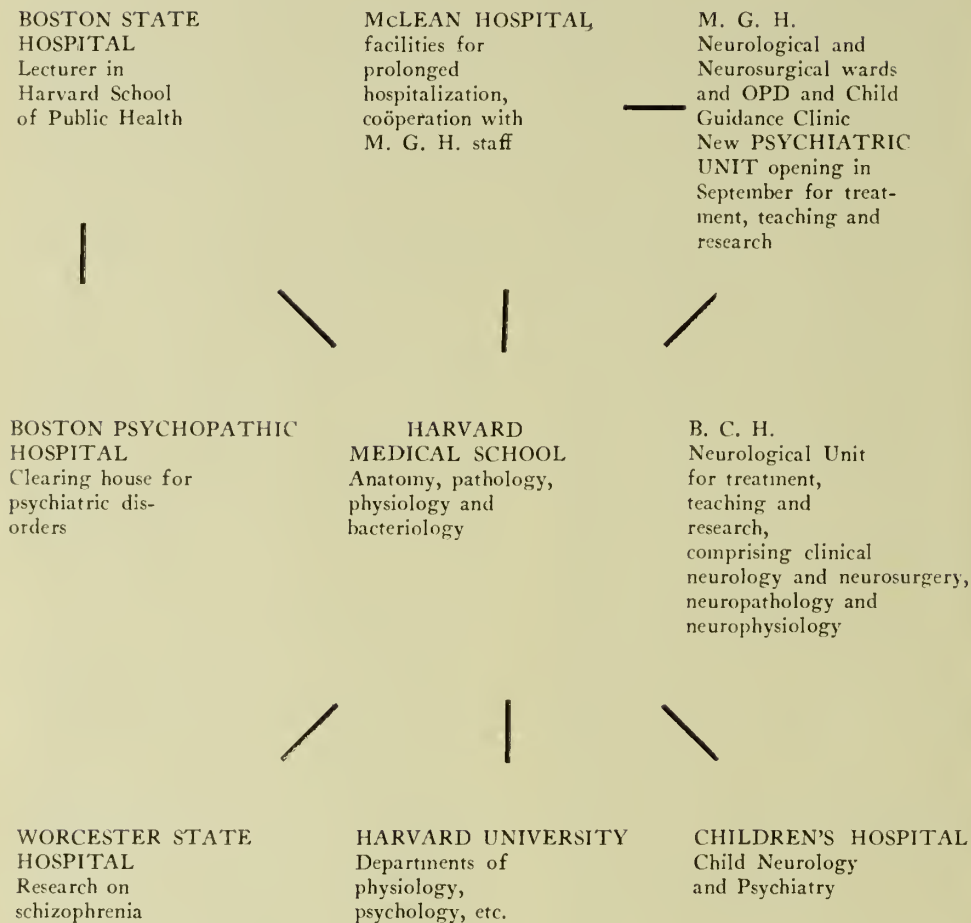 BOSTON STATE
HOSPITAL
Lecturer in
Harvard School
of Public Health
McLEAN HOSPITAL
facilities for
prolonged
hospitalization,
coöperation with
M. G. H. staff
M. G. H.
Neurological and
Neurosurgical wards
and OPD and Child
Guidance Clinic
New PSYCHIATRIC
UNIT opening in
September for treat-
ment, teaching and
research
BOSTON PSYCHOPATHIC
HOSPITAL
Clearing house for
psychiatric dis-
orders
HARVARD
MEDICAL SCHOOL
Anatomy, pathology,
physiology and
bacteriology
B. C. H.
Neurological Unit
for treatment,
teaching and
research,
comprising clinical
neurology and neurosurgery,
neuropathology and
neurophysiology
WORCESTER STATE
HOSPITAL
Research on
schizophrenia
HARVARD UNIVERSITY
Departments of
physiology,
psychology, etc.
CHILDREN'S HOSPITAL
Child Neurology
and Psychiatry